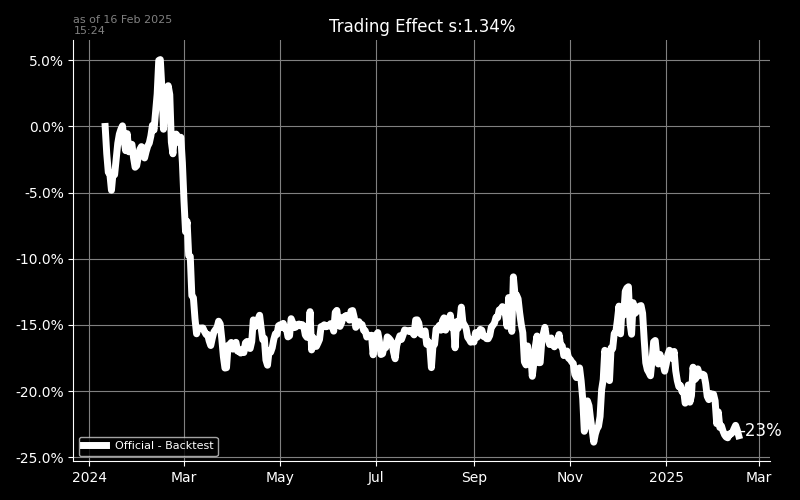 as of 16 Feb 2025
15:24
Trading Effect s:1.34%
5.0%
0.0%
-5.0%
-10.0%
-15.0%
-20.0%
-25.0%
-23%
Official - Backtest
2024 Mar May Jul Sep Nov 2025 Mar